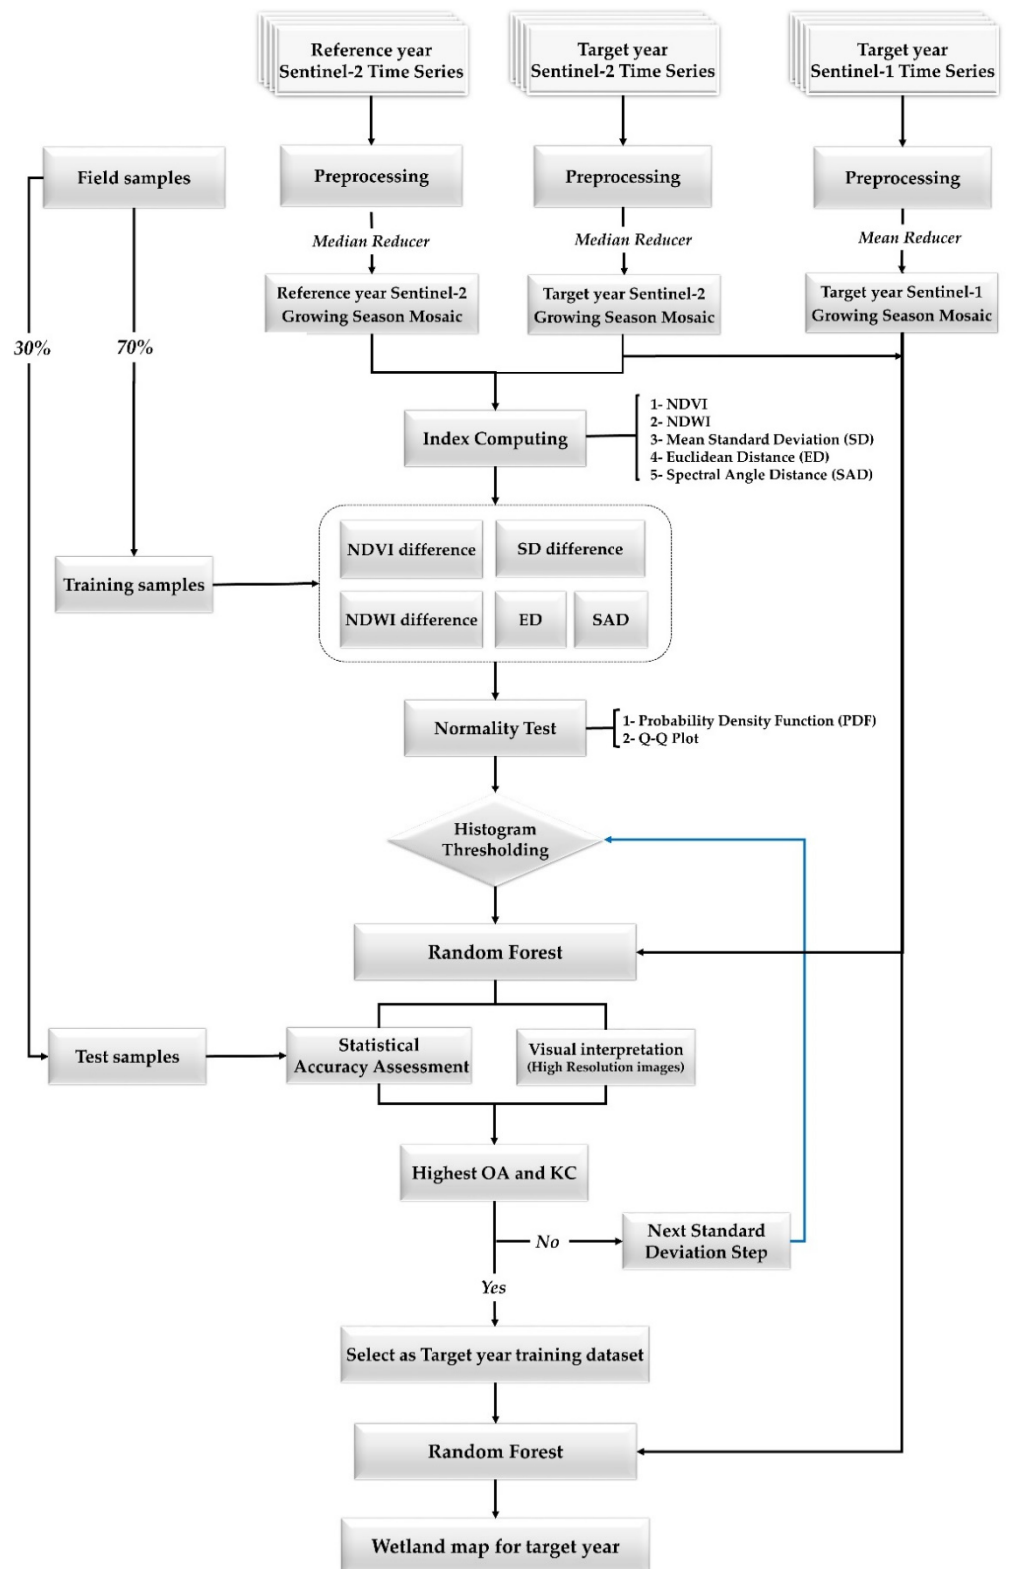 Reference year
Sentinel-2 Time Series
Target year
Sentinel-2 Time Series
Target year
Sentinel-1 Time Series
Field samples
Preprocessing
Preprocessing
Preprocessing
Median Reducer
Median Reducer
Mean Reducer
Reference year Sentinel-2
Growing Season Mosaic
Target year Sentinel-2
Growing Season Mosaic
Target year Sentinel-1
Growing Season Mosaic
30%
70%
Index Computing
1- NDVI
2- NDWI
3- Mean Standard Deviation (SD)
4- Euclidean Distance (ED)
5- Spectral Angle Distance (SAD)
Training samples
NDVI difference
SD difference
NDWI difference
ED
SAD
Normality Test
1- Probability Density Function (PDF)
2- Q-Q Plot
Histogram
Thresholding
Random Forest
Test samples
Statistical
Accuracy Assessment
Visual interpretation
(High Resolution images)
Highest OA and KC
No
Next Standard
Deviation Step
Yes
Select as Target year training dataset
Random Forest
Wetland map for target year